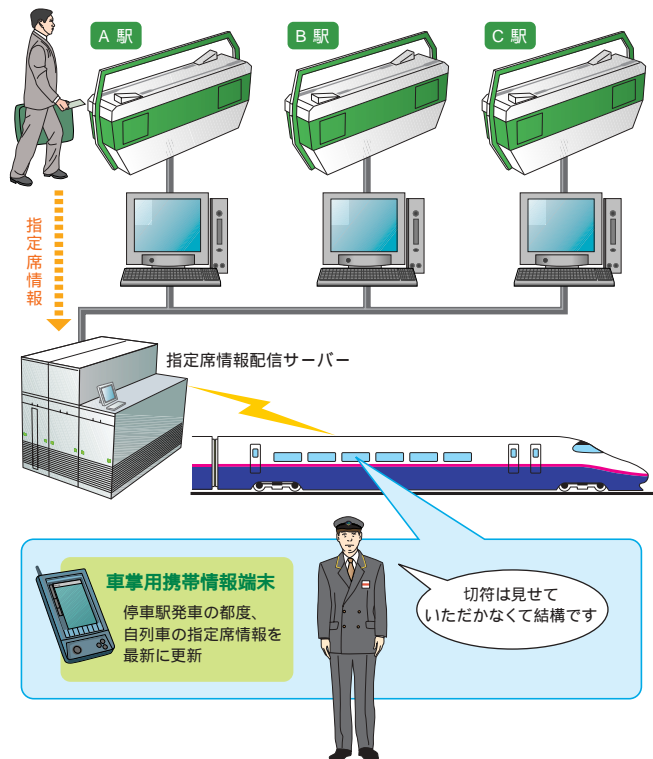 A 駅
B 駅
C 駅
指定席情報
指定席情報配信サーバー
車掌用携帯情報端末
停車駅発車の都度、
自列車の指定席情報を
最新に更新
切符は見せて
いただかなくて結構です